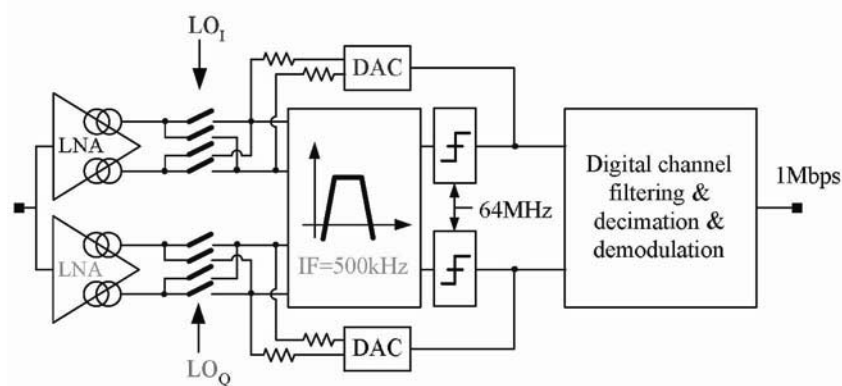 LO_I
DAC
LNA
Digital channel
filtering &
decimation &
demodulation
1Mbps
64MHz
LNA
IF=500kHz
DAC
LO_Q